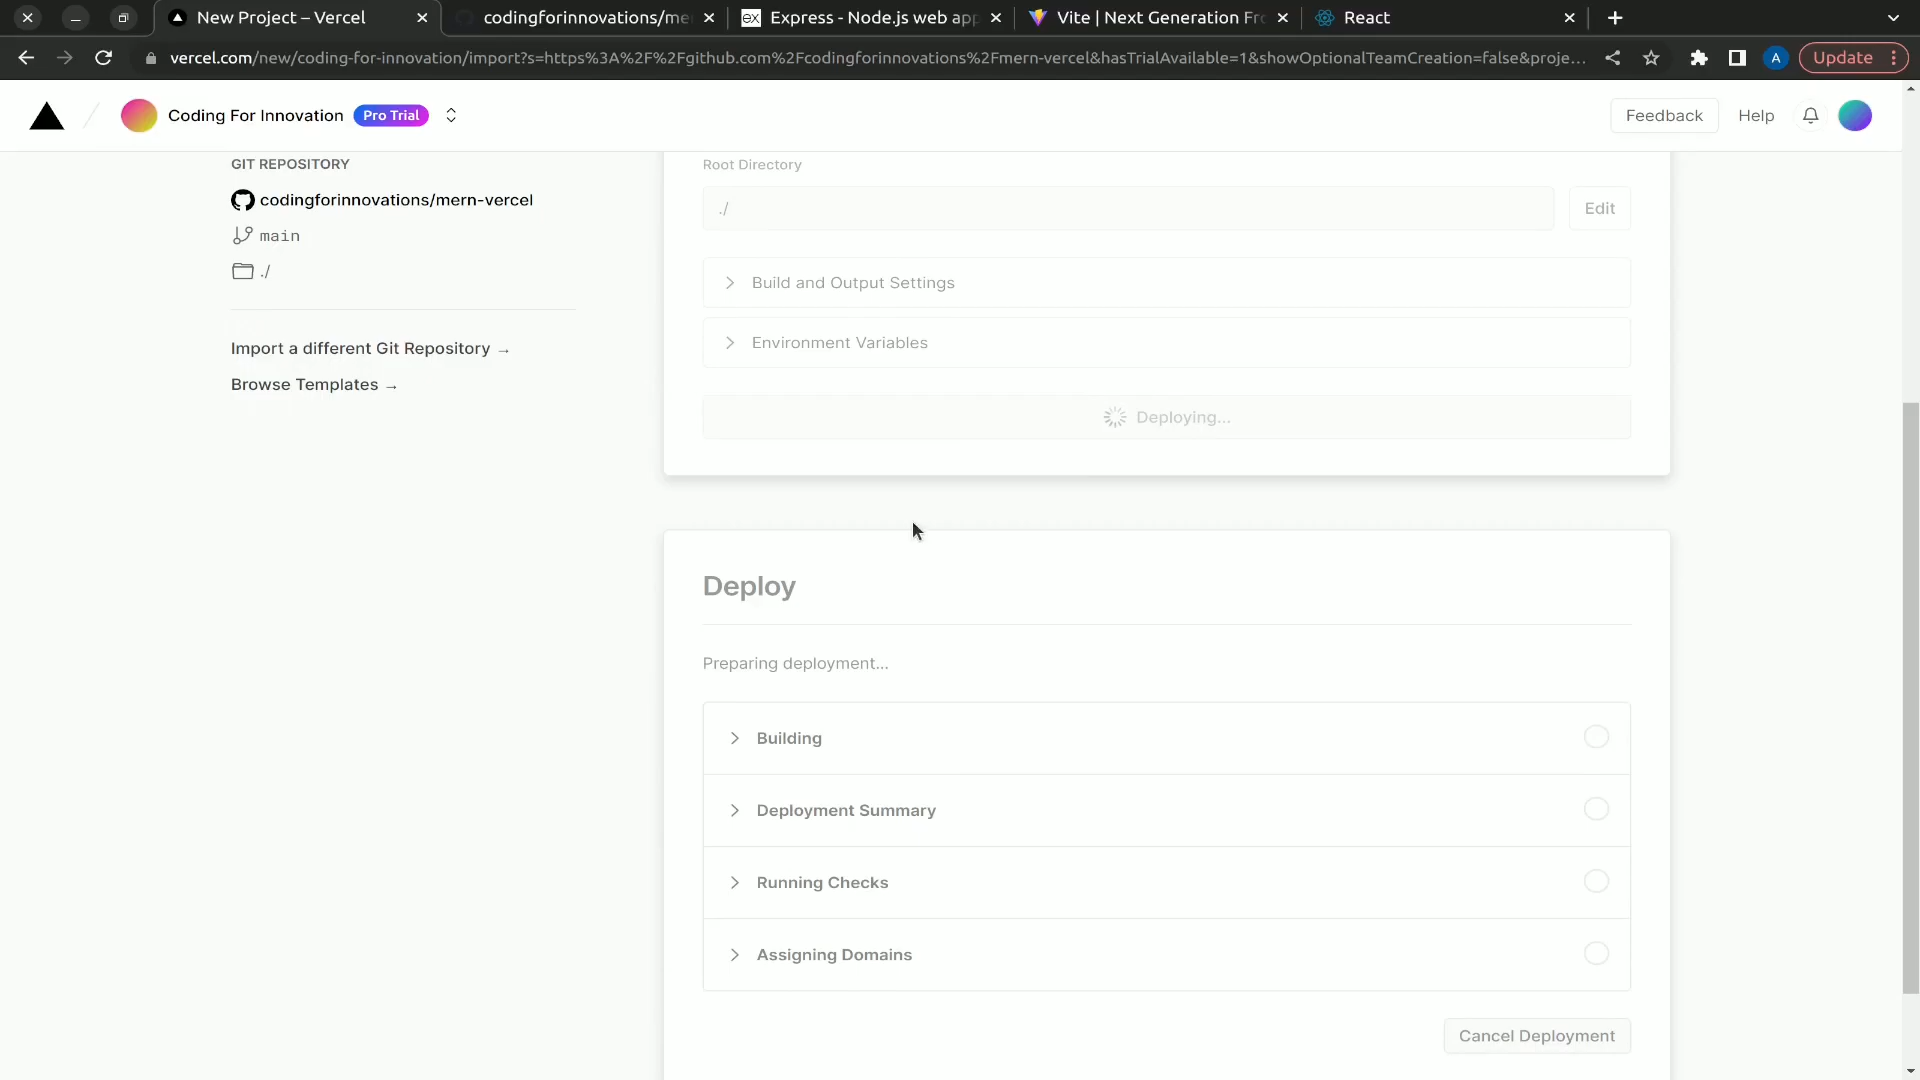 New Project – Vercel
codingforinnovations/me
Express - Node.js web app
Vite | Next Generation Fro
React
vercel.com/new/coding-for-innovation/import?s=https%3A%2F%2Fgithub.com%2Fcodingforinnovations%2Fmern-vercel&hasTrialAvailable=1&showOptionalTeamCreation=false&proje...
A
Update
Coding For Innovation
Pro Trial
Feedback
Help
GIT REPOSITORY
codingforinnovations/mern-vercel
main
./
Import a different Git Repository →
Browse Templates →
Root Directory
./
Edit
Build and Output Settings
Environment Variables
Deploying...
Deploy
Preparing deployment...
Building
Deployment Summary
Running Checks
Assigning Domains
Cancel Deployment